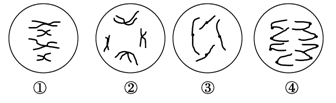 ① ② ③ ④